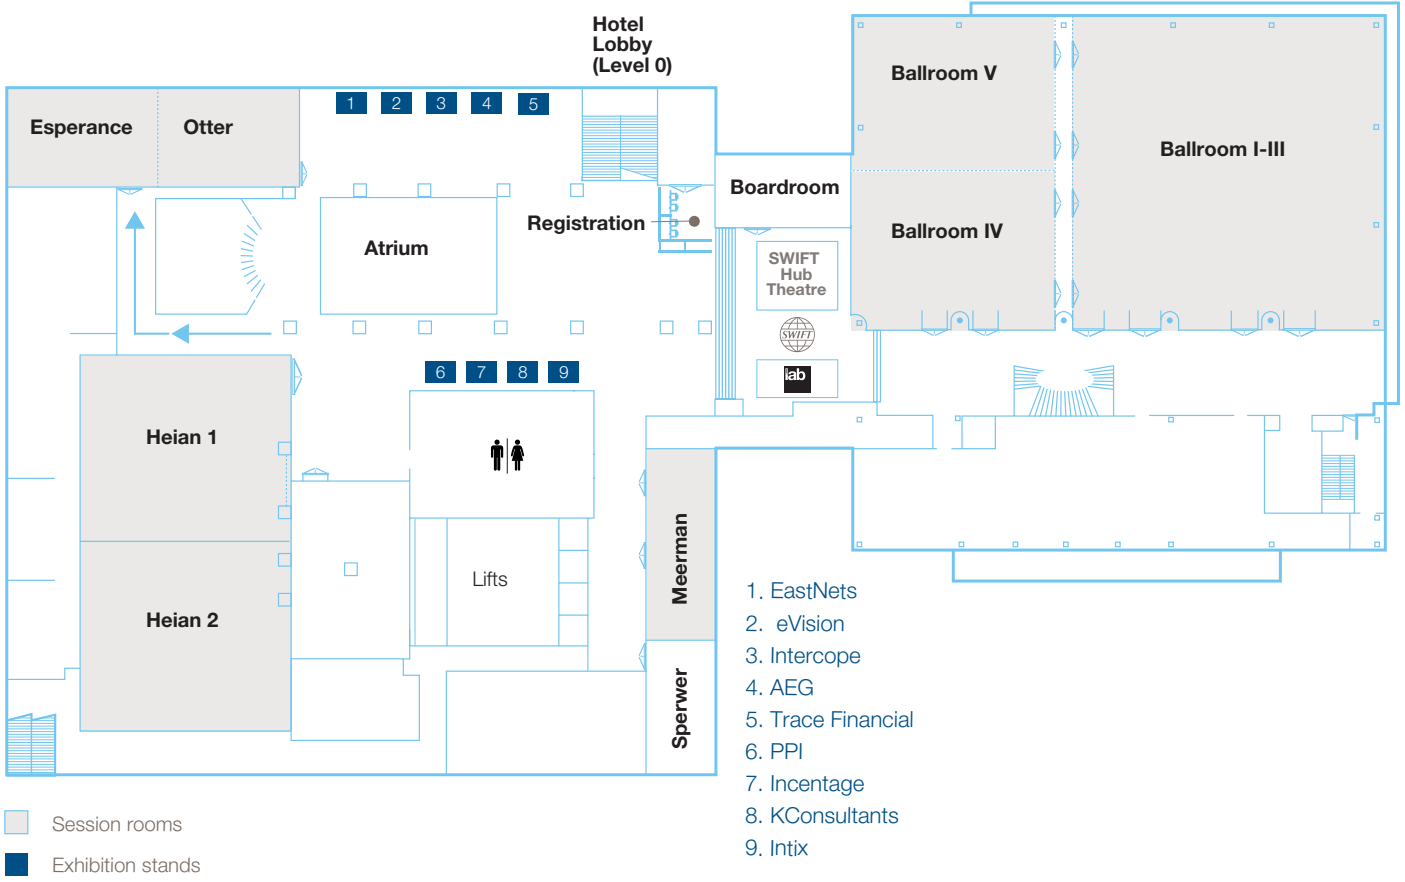 Hotel
Lobby
(Level 0)
Ballroom V
1
2
3
4
5
Esperance
Otter
Ballroom I-III
Boardroom
Registration
Ballroom IV
Atrium
SWIFT
Hub
Theatre
SWIFT
lab
6
7
8
9
Heian 1
Meerman
Lifts
Heian 2
Sperwer
1. EastNets
2. eVision
3. Intercope
4. AEG
5. Trace Financial
6. PPI
7. Incentage
8. KConsultants
9. Intix
Session rooms
Exhibition stands